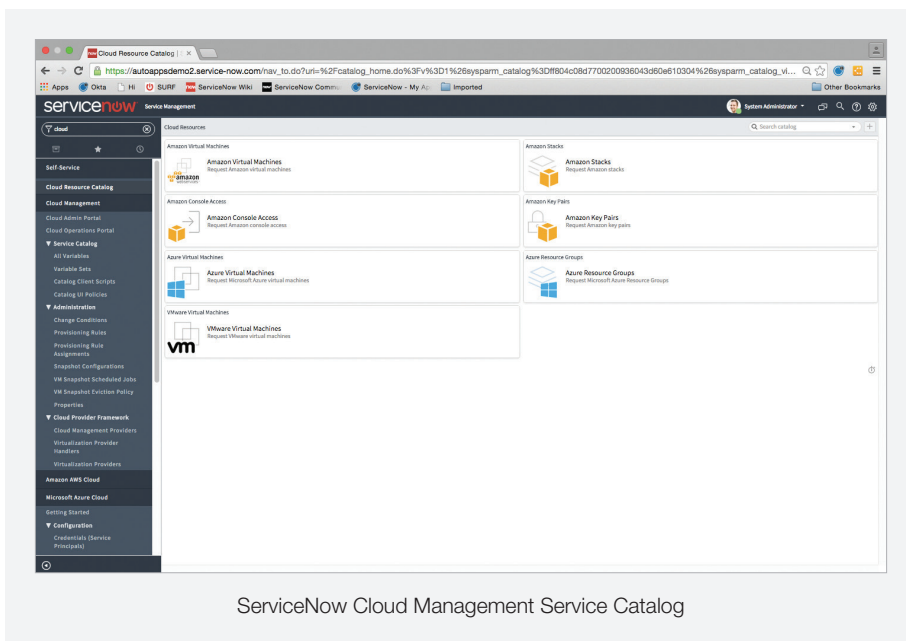 Cloud Resource Catalog | S
https://autoappsdemo2.service-now.com/nav_to.do?uri=%2Fcatalog_home.do%3Fv%3D1%26sysparm_catalog%3Dff804c08d7700200936043d60e610304%26sysparm_catalog_vi...
Apps Okta Hi SURF ServiceNow Wiki ServiceNow Commu ServiceNow - My Ap Imported Other Bookmarks
servicenow Service Management System Administrator
cloud
Cloud Resources
Search catalog
Self-Service
Cloud Resource Catalog
Cloud Management
Cloud Admin Portal
Cloud Operations Portal
Service Catalog
All Variables
Variable Sets
Catalog Client Scripts
Catalog UI Policies
Administration
Change Conditions
Provisioning Rules
Provisioning Rule
Assignments
Snapshot Configurations
VM Snapshot Scheduled Jobs
VM Snapshot Eviction Policy
Properties
Cloud Provider Framework
Cloud Management Providers
Virtualization Provider
Handlers
Virtualization Providers
Amazon AWS Cloud
Microsoft Azure Cloud
Getting Started
Configuration
Credentials (Service
Principals)
Amazon Virtual Machines
Amazon Virtual Machines
Request Amazon virtual machines
amazon
webservices
Amazon Stacks
Amazon Stacks
Request Amazon stacks
Amazon Console Access
Amazon Console Access
Request Amazon console access
Amazon Key Pairs
Amazon Key Pairs
Request Amazon key pairs
Azure Virtual Machines
Azure Virtual Machines
Request Microsoft Azure virtual machines
Azure Resource Groups
Azure Resource Groups
Request Microsoft Azure Resource Groups
VMware Virtual Machines
VMware Virtual Machines
Request VMware virtual machines
vm
ServiceNow Cloud Management Service Catalog